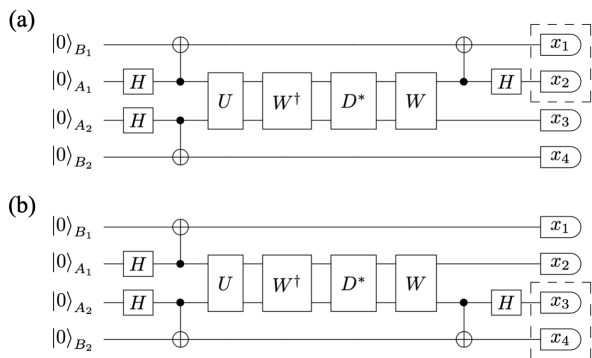 (a)
|0⟩B₁ x₁
|0⟩A₁ H U W† D* W H x₂
|0⟩A₂ H x₃
|0⟩B₂ x₄
(b)
|0⟩B₁ x₁
|0⟩A₁ H U W† D* W x₂
|0⟩A₂ H H x₃
|0⟩B₂ x₄